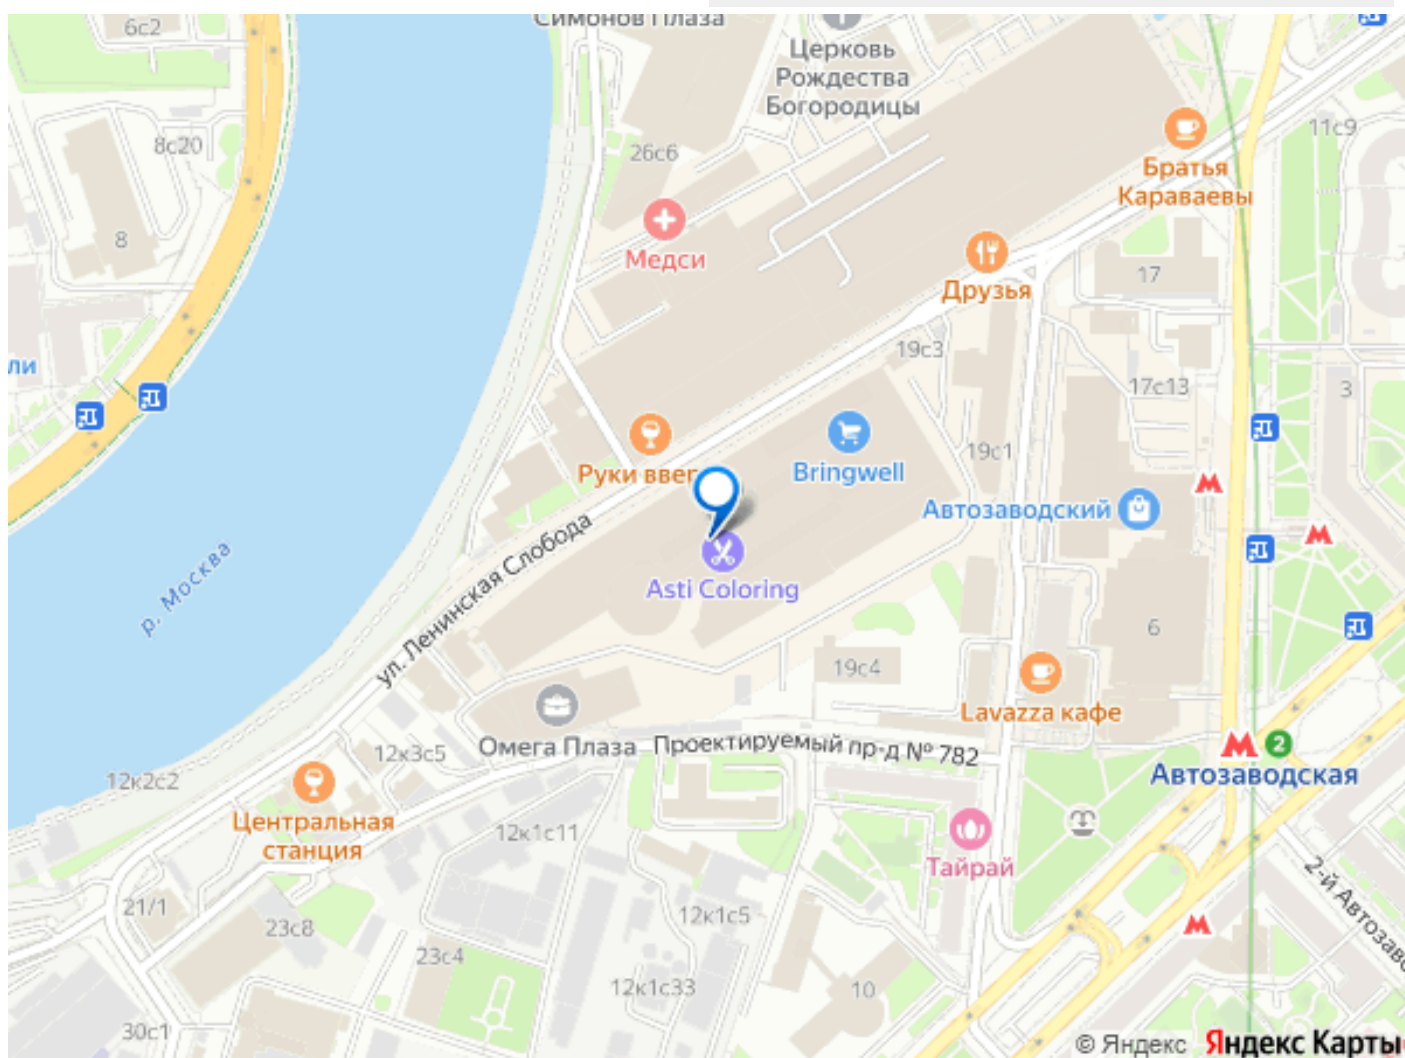 6с2
Симонов Плаза
Церковь
Рождества
Богородицы
8с20
26с6
11с9
Братья
Караваевы
8
Медси
17
Друзья
ли
19с3
17с13
3
Руки ввер
Bringwell
19с1
Автозаводский
ул. Ленинская Слобода
р. Москва
Asti Coloring
6
19с4
Lavazza кафе
Омега Плаза
Проектируемый пр-д № 782
12к3с5
2
Автозаводская
12к2с2
Центральная
станция
12к1с11
Тайрай
2-й Автозаво
21/1
23с8
12к1с5
23с4
12к1с33
10
30с1
© Яндекс Яндекс Карты